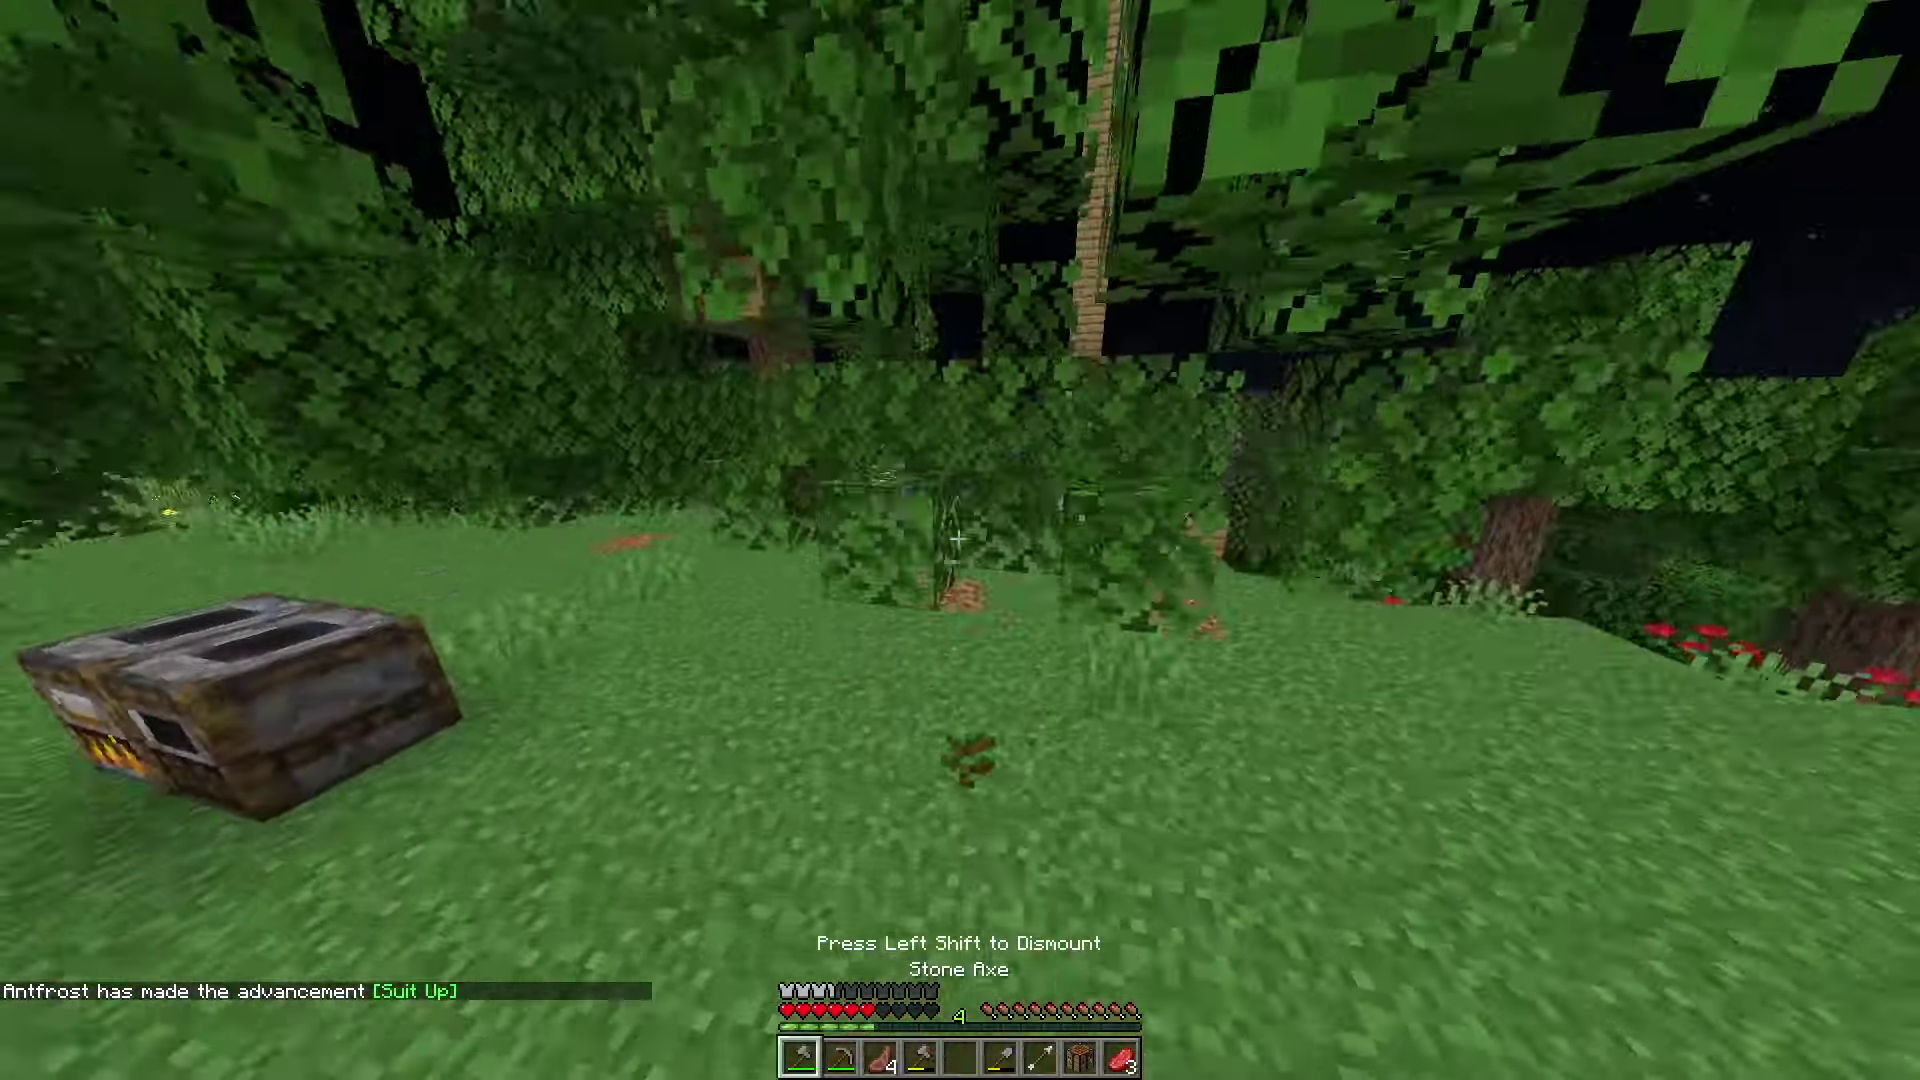 Press Left Shift to Dismount
Stone Axe
Antfrost has made the advancement [Suit Up]
4
4
3